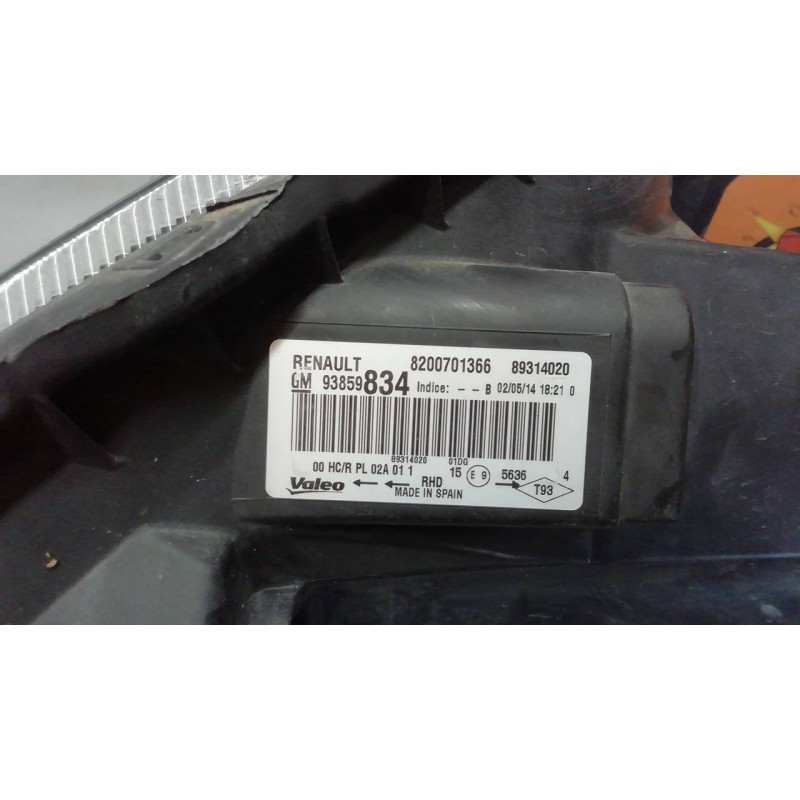 RENAULT 8200701366 89314020
GM 93859834 Indice: - - B 02/05/14 18:21 0
89314020 01DG
00 HC/R PL 02A 01 1 15 E 9 5636 4
Valeo RHD T93
MADE IN SPAIN